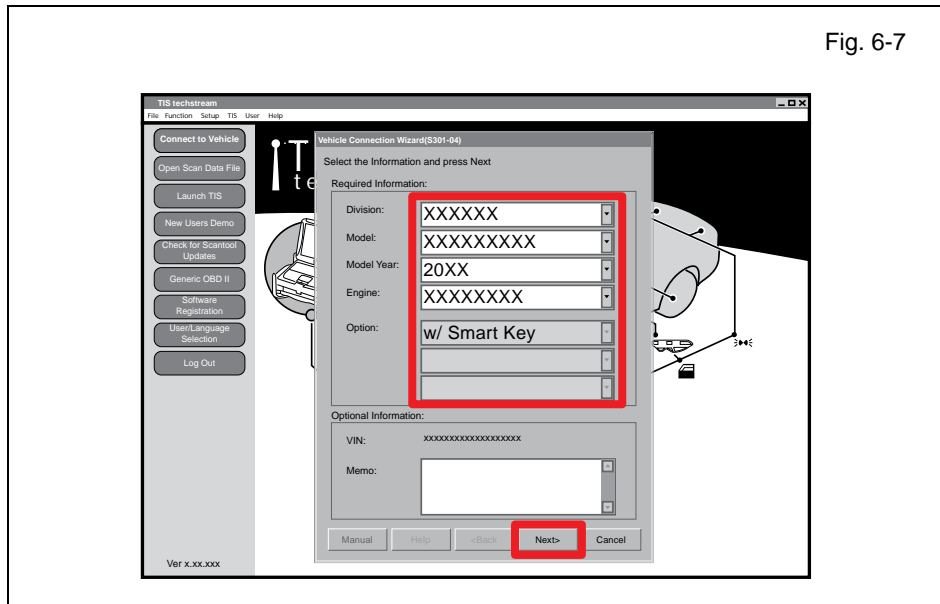 Fig. 6-7
TIS techstream
File Function Setup TIS User Help
Connect to Vehicle
Open Scan Data File
Launch TIS
New Users Demo
Check for Scantool
Updates
Generic OBD II
Software
Registration
User/Language
Selection
Log Out
Ver x.xx.xxx
iT
te
Vehicle Connection Wizard(S301-04)
Select the Information and press Next
Required Information:
Division: XXXXXX
Model: XXXXXXXXX
Model Year: 20XX
Engine: XXXXXXXX
Option: w/ Smart Key
Optional Information:
VIN: xxxxxxxxxxxxxxxxxxx
Memo:
Manual Help <Back Next> Cancel